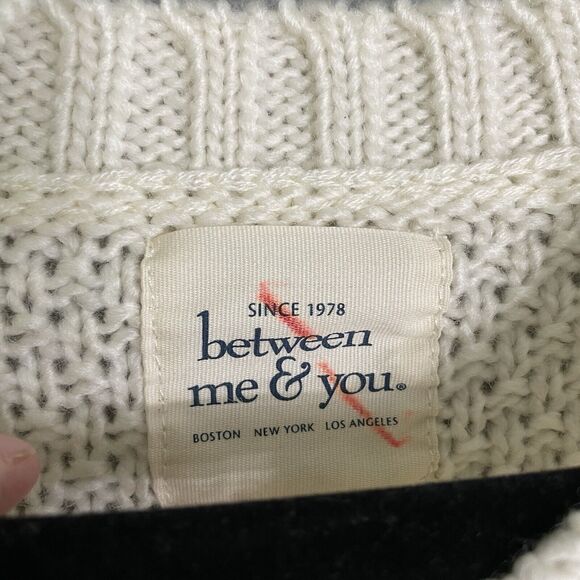 SINCE 1978
between
me & you®
BOSTON NEW YORK LOS ANGELES